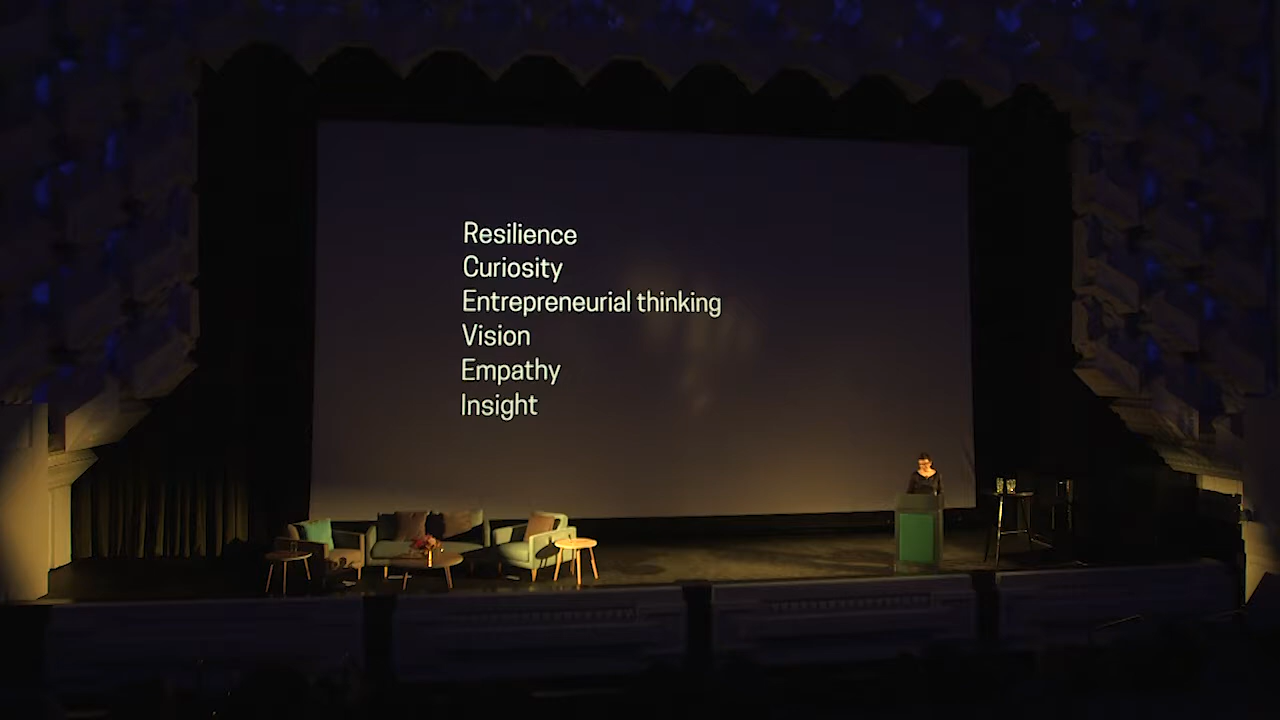 Resilience
Curiosity
Entrepreneurial thinking
Vision
Empathy
Insight